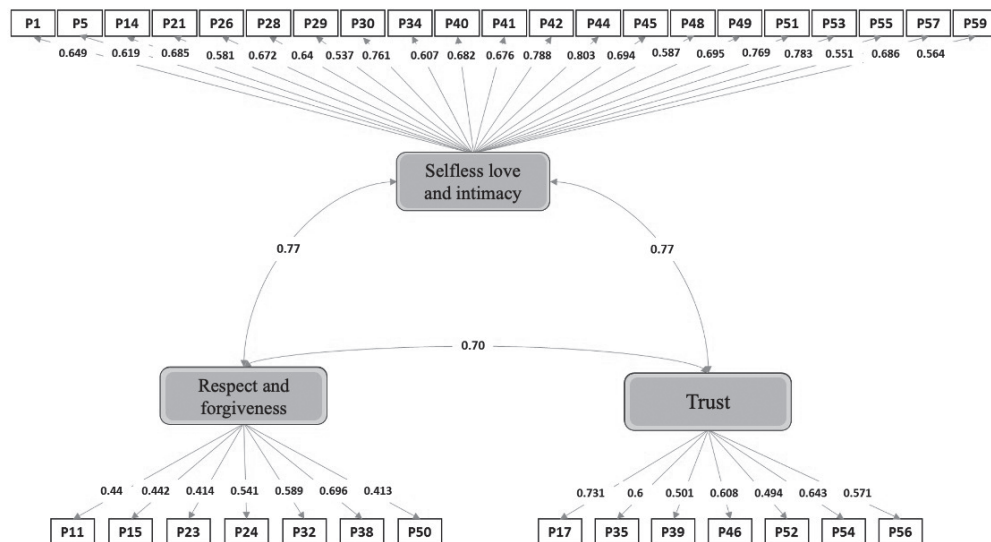 P1 P5 P14 P21 P26 P28 P29 P30 P34 P40 P41 P42 P44 P45 P48 P49 P51 P53 P55 P57 P59
0.649 0.619 0.685 0.581 0.672 0.64 0.537 0.761 0.607 0.682 0.676 0.788 0.803 0.694 0.587 0.695 0.769 0.783 0.551 0.686 0.564
Selfless love
and intimacy
0.77 0.77
0.70
Respect and
forgiveness
Trust
0.44 0.442 0.414 0.541 0.589 0.696 0.413
0.731 0.6 0.501 0.608 0.494 0.643 0.571
P11 P15 P23 P24 P32 P38 P50
P17 P35 P39 P46 P52 P54 P56